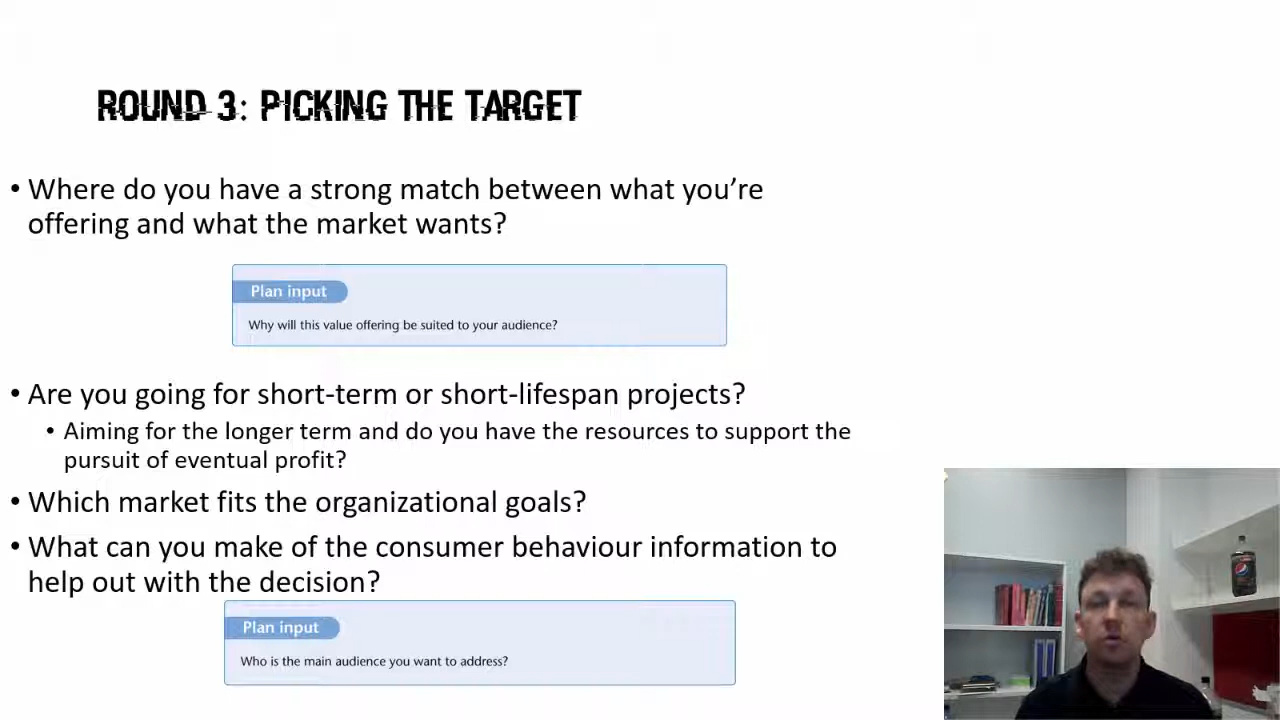 ROUND 3: PICKING THE TARGET
• Where do you have a strong match between what you're
offering and what the market wants?
Plan input
Why will this value offering be suited to your audience?
• Are you going for short-term or short-lifespan projects?
• Aiming for the longer term and do you have the resources to support the
pursuit of eventual profit?
• Which market fits the organizational goals?
• What can you make of the consumer behaviour information to
help out with the decision?
Plan input
Who is the main audience you want to address?